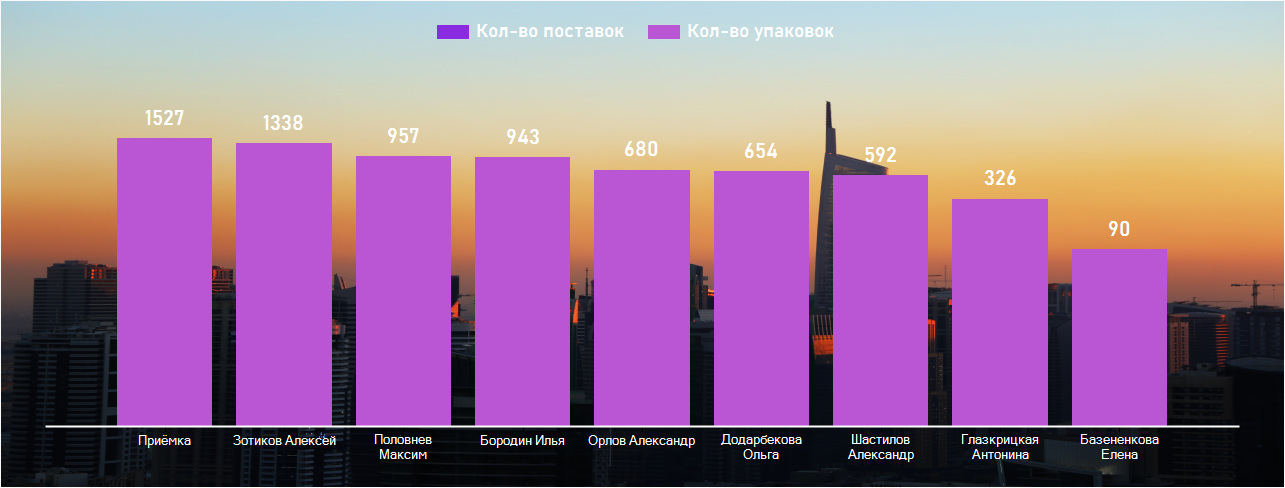 Кол-во поставок Кол-во упаковок
1527 1338 957 943 680 654 592 326 90
Приёмка
Зотиков Алексей
Половнев
Максим
Бородин Илья
Орлов Александр
Додарбекова
Ольга
Шастилов
Александр
Глазкрицкая
Антонина
Базененкова
Елена